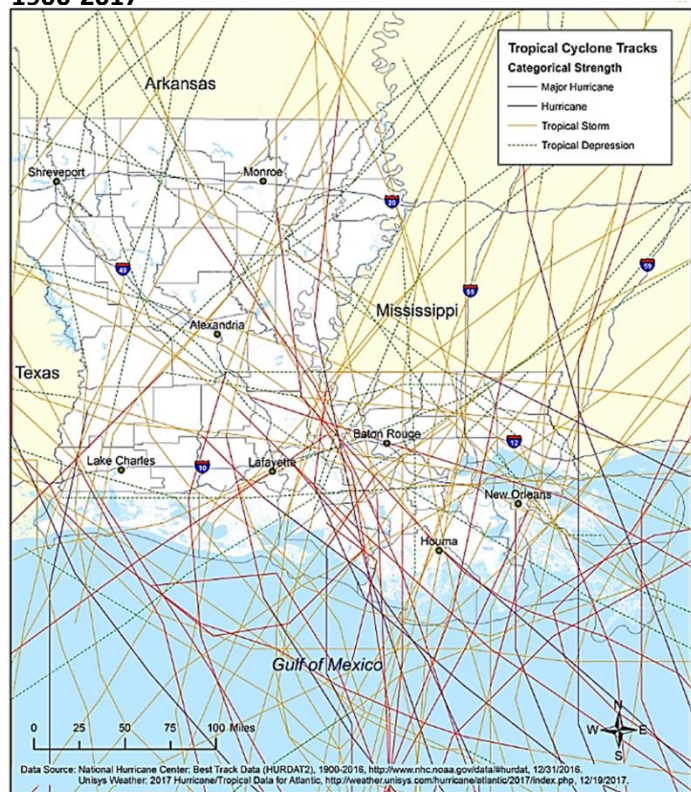 1900-2017
Tropical Cyclone Tracks
Categorical Strength
Major Hurricane
Hurricane
Tropical Storm
Tropical Depression
Arkansas
Shreveport
Monroe
20
49
55
59
Mississippi
Alexandria
Texas
Baton Rouge
12
Lake Charles
10
Lafayette
New Orleans
Houma
Gulf of Mexico
N
W E
S
0 25 50 75 100 Miles
Data Source: National Hurricane Center: Best Track Data (HURDAT2), 1900-2016, http://www.nhc.noaa.gov/data/#hurdat, 12/31/2016.
Unisys Weather: 2017 Hurricane/Tropical Data for Atlantic, http://weather.unisys.com/hurricane/atlantic/2017/index.php, 12/19/2017.